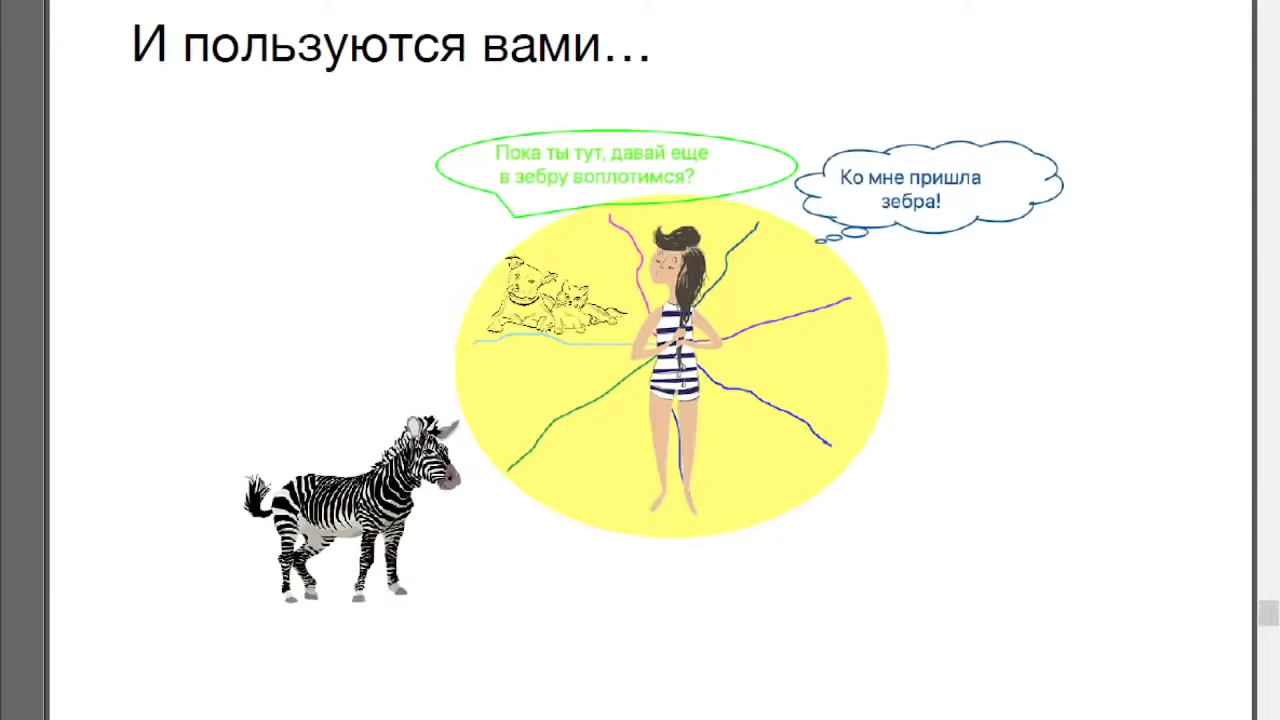 И пользуются вами...
Пока ты тут, давай еще
в зебру воплотимся?
Ко мне пришла
зебра!